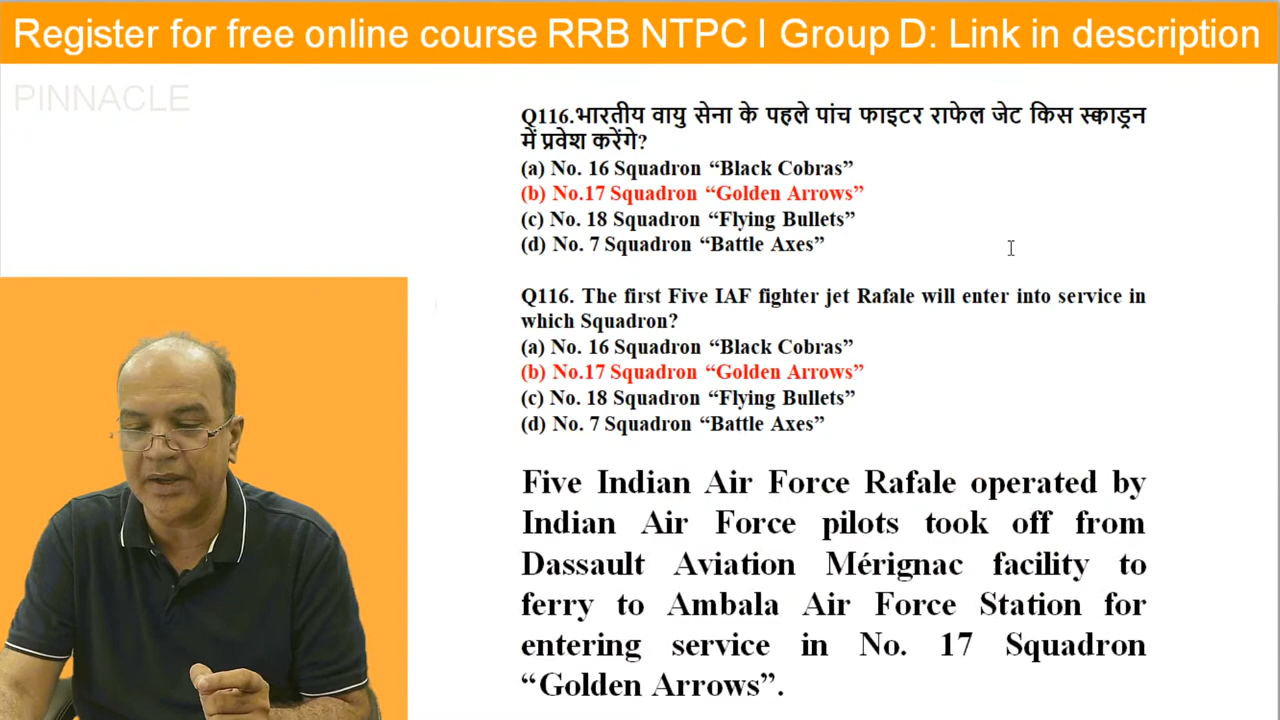 Register for free online course RRB NTPC I Group D: Link in description
PINNACLE
Q116.भारतीय वायु सेना के पहले पांच फाइटर राफेल जेट किस स्क्वाड्रन
में प्रवेश करेंगे?
(a) No. 16 Squadron “Black Cobras”
(b) No.17 Squadron “Golden Arrows”
(c) No. 18 Squadron “Flying Bullets”
(d) No. 7 Squadron “Battle Axes”
Q116. The first Five IAF fighter jet Rafale will enter into service in
which Squadron?
(a) No. 16 Squadron “Black Cobras”
(b) No.17 Squadron “Golden Arrows”
(c) No. 18 Squadron “Flying Bullets”
(d) No. 7 Squadron “Battle Axes”
Five Indian Air Force Rafale operated by
Indian Air Force pilots took off from
Dassault Aviation Mérignac facility to
ferry to Ambala Air Force Station for
entering service in No. 17 Squadron
“Golden Arrows”.